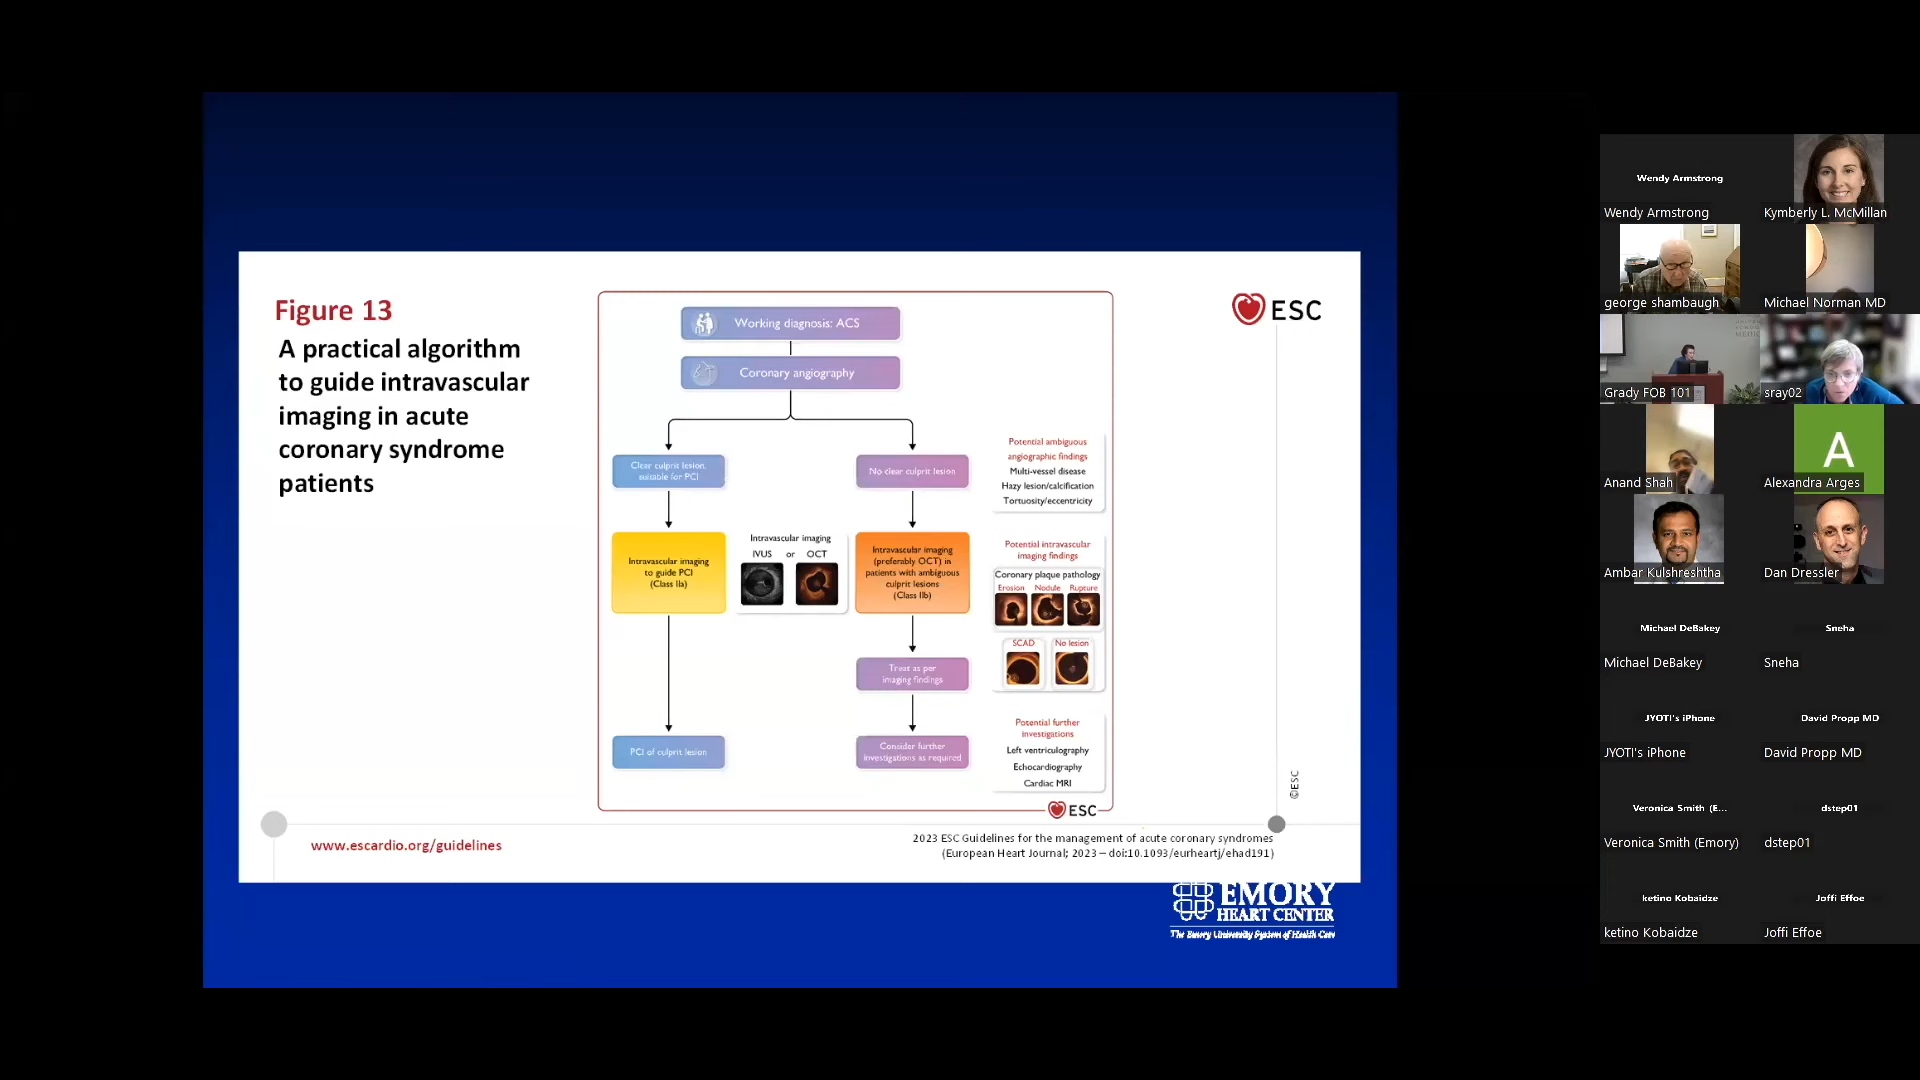 Figure 13
A practical algorithm
to guide intravascular
imaging in acute
coronary syndrome
patients
ESC
Working diagnosis: ACS
Coronary angiography
Clear culprit lesion,
suitable for PCI
No clear culprit lesion
Potential ambiguous
angiographic findings
Multi-vessel disease
Hazy lesion/calcification
Tortuosity/eccentricity
Intravascular imaging
to guide PCI
(Class IIa)
Intravascular imaging
IVUS or OCT
Intravascular imaging
(preferably OCT) in
patients with ambiguous
culprit lesions
(Class IIb)
Potential intravascular
imaging findings
Coronary plaque pathology
Erosion Nodule Rupture
SCAD No lesion
Treat as per
imaging findings
PCI of culprit lesion
Consider further
investigations as required
Potential further
investigations
Left ventriculography
Echocardiography
Cardiac MRI
ESC
©ESC
www.escardio.org/guidelines
2023 ESC Guidelines for the management of acute coronary syndromes
(European Heart Journal; 2023 – doi:10.1093/eurheartj/ehad191)
EMORY
HEART CENTER
The Emory University System of Health Care
Wendy Armstrong
Wendy Armstrong
Kymberly L. McMillan
george shambaugh
Michael Norman MD
Grady FOB 101
sray02
Anand Shah
A
Alexandra Arges
Ambar Kulshreshtha
Dan Dressler
Michael DeBakey
Sneha
Michael DeBakey
Sneha
JYOTI's iPhone
David Propp MD
JYOTI's iPhone
David Propp MD
Veronica Smith (E...
dstep01
Veronica Smith (Emory)
dstep01
ketino Kobaidze
Joffi Effoe
ketino Kobaidze
Joffi Effoe